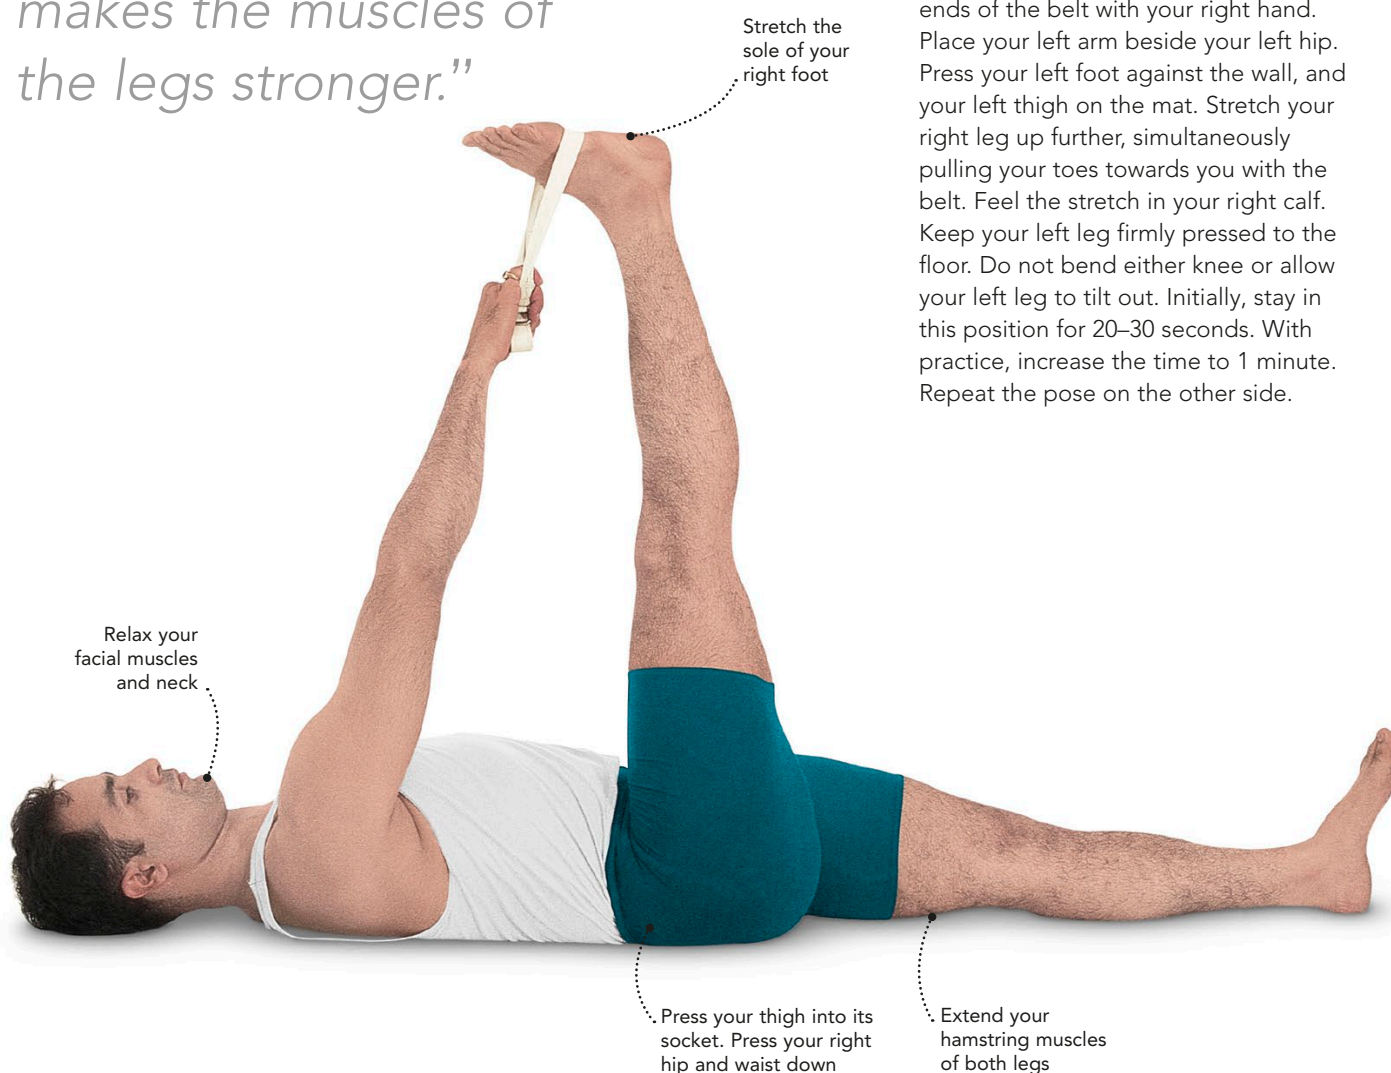 makes the muscles of
the legs stronger.”
Stretch the
sole of your
right foot
ends of the belt with your right hand.
Place your left arm beside your left hip.
Press your left foot against the wall, and
your left thigh on the mat. Stretch your
right leg up further, simultaneously
pulling your toes towards you with the
belt. Feel the stretch in your right calf.
Keep your left leg firmly pressed to the
floor. Do not bend either knee or allow
your left leg to tilt out. Initially, stay in
this position for 20–30 seconds. With
practice, increase the time to 1 minute.
Repeat the pose on the other side.
Relax your
facial muscles
and neck
Press your thigh into its
socket. Press your right
hip and waist down
Extend your
hamstring muscles
of both legs